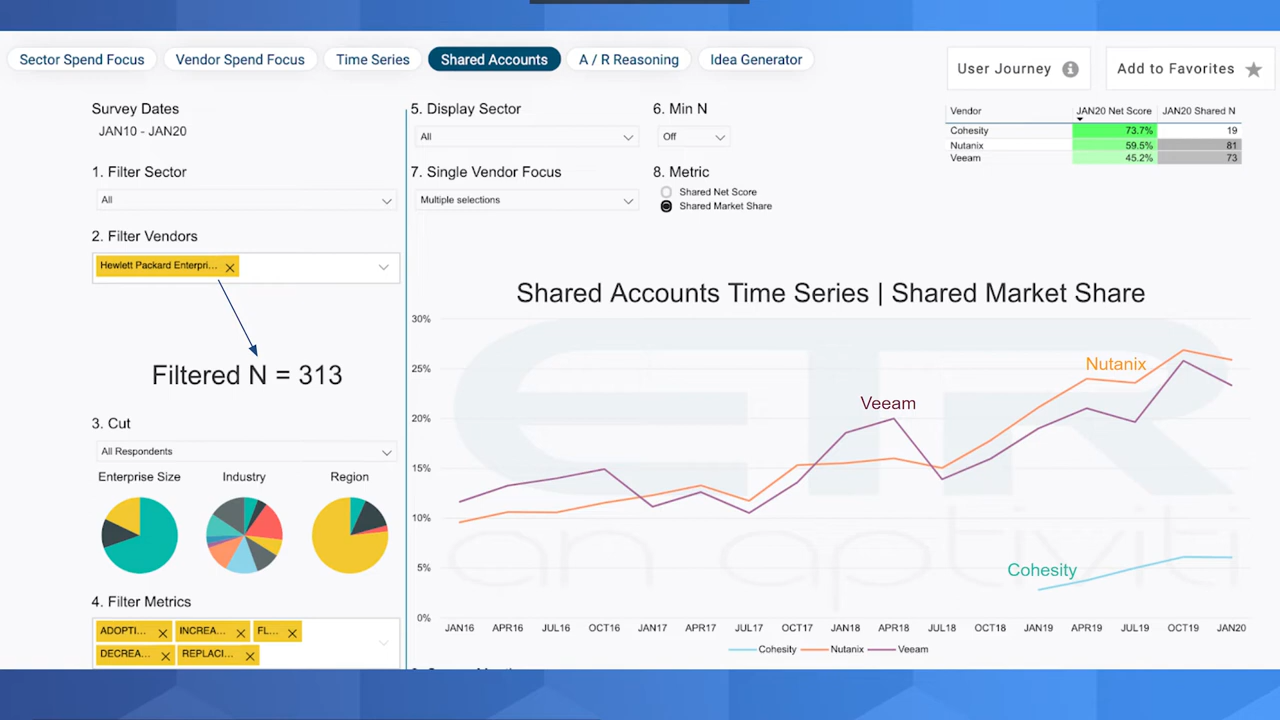 Sector Spend Focus
Vendor Spend Focus
Time Series
Shared Accounts
A / R Reasoning
Idea Generator
User Journey
Add to Favorites
Survey Dates
JAN10 - JAN20
1. Filter Sector
All
2. Filter Vendors
Hewlett Packard Enterpri...
Filtered N = 313
3. Cut
All Respondents
Enterprise Size
Industry
Region
4. Filter Metrics
ADOPTI...
INCREA...
FL...
DECREA...
REPLACI...
5. Display Sector
All
6. Min N
Off
7. Single Vendor Focus
Multiple selections
8. Metric
Shared Net Score
Shared Market Share
Vendor JAN20 Net Score JAN20 Shared N
Cohesity 73.7% 19
Nutanix 59.5% 81
Veeam 45.2% 73
Shared Accounts Time Series | Shared Market Share
30%
25%
20%
15%
10%
5%
0%
Nutanix
Veeam
Cohesity
ETR
an aptiviti
JAN16 APR16 JUL16 OCT16 JAN17 APR17 JUL17 OCT17 JAN18 APR18 JUL18 OCT18 JAN19 APR19 JUL19 OCT19 JAN20
Cohesity Nutanix Veeam